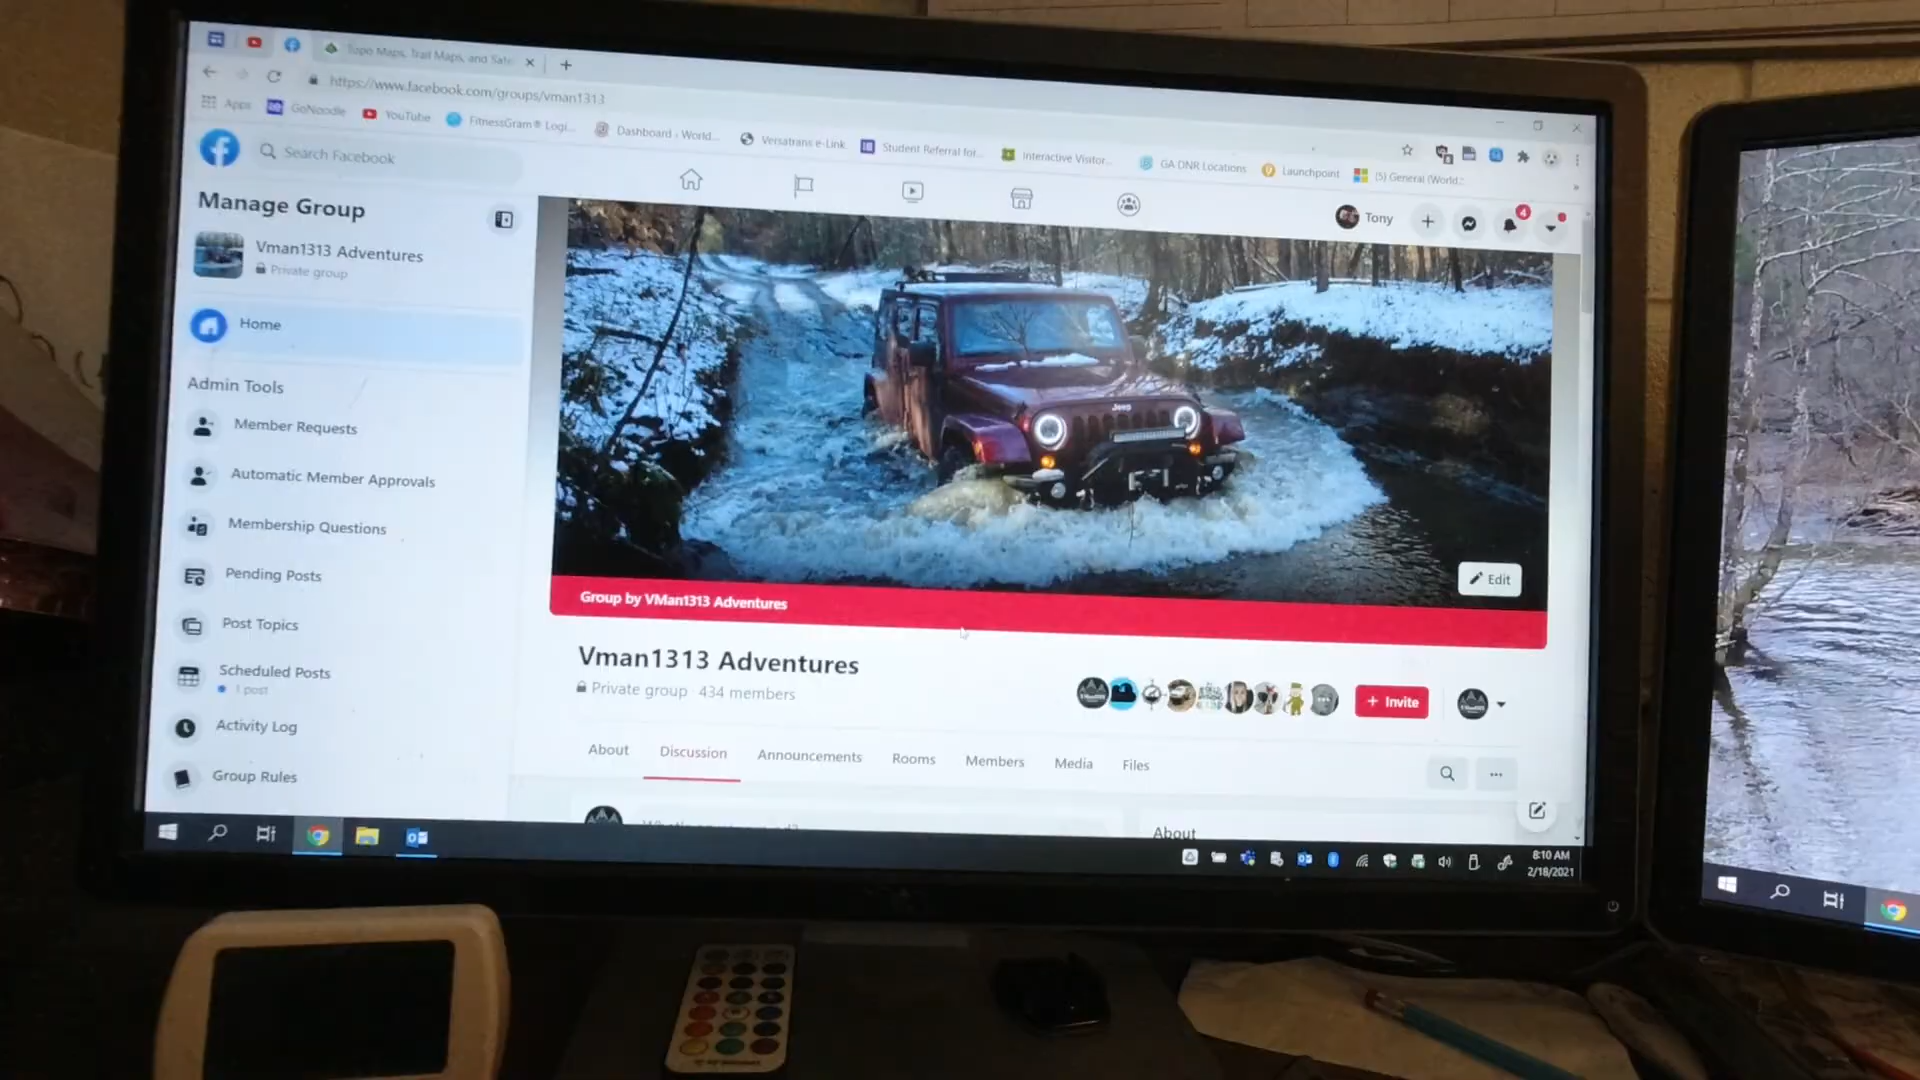 Topo Maps, Trail Maps, and Sate
https://www.facebook.com/groups/vman1313
Apps GoNoodle YouTube FitnessGram® Logi... Dashboard - World... Versatrans e-Link Student Referral for... Interactive Visitor... GA DNR Locations Launchpoint (5) General (World...
Search Facebook
Tony
4
Manage Group
Vman1313 Adventures
Private group
Home
Admin Tools
Member Requests
Automatic Member Approvals
Membership Questions
Pending Posts
Post Topics
Scheduled Posts
1 post
Activity Log
Group Rules
Jeep
Edit
Group by VMan1313 Adventures
Vman1313 Adventures
Private group · 434 members
+ Invite
About Discussion Announcements Rooms Members Media Files
About
8:10 AM
2/18/2021